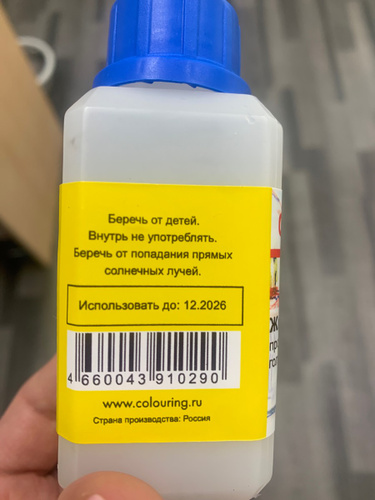 Беречь от детей.
Внутрь не употреблять.
Беречь от попадания прямых
солнечных лучей.
Использовать до: 12.2026
4 660043 910290
www.colouring.ru
Страна производства: Россия